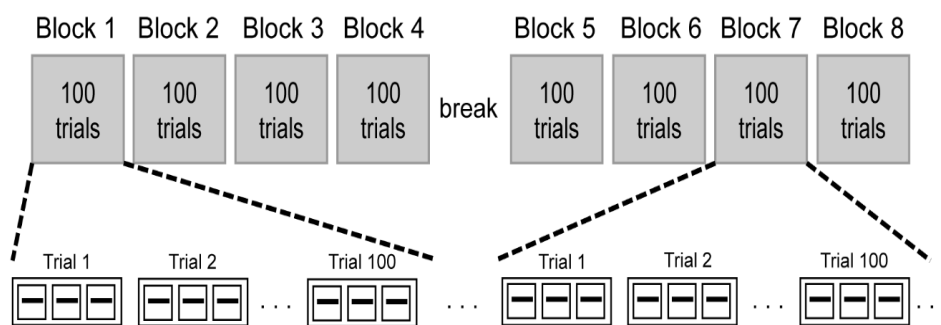 Block 1 Block 2 Block 3 Block 4 Block 5 Block 6 Block 7 Block 8
100 100 100 100 100 100 100 100
trials trials trials trials break trials trials trials trials
Trial 1 Trial 2 Trial 100 Trial 1 Trial 2 Trial 100
. . . . . . . . . . . .